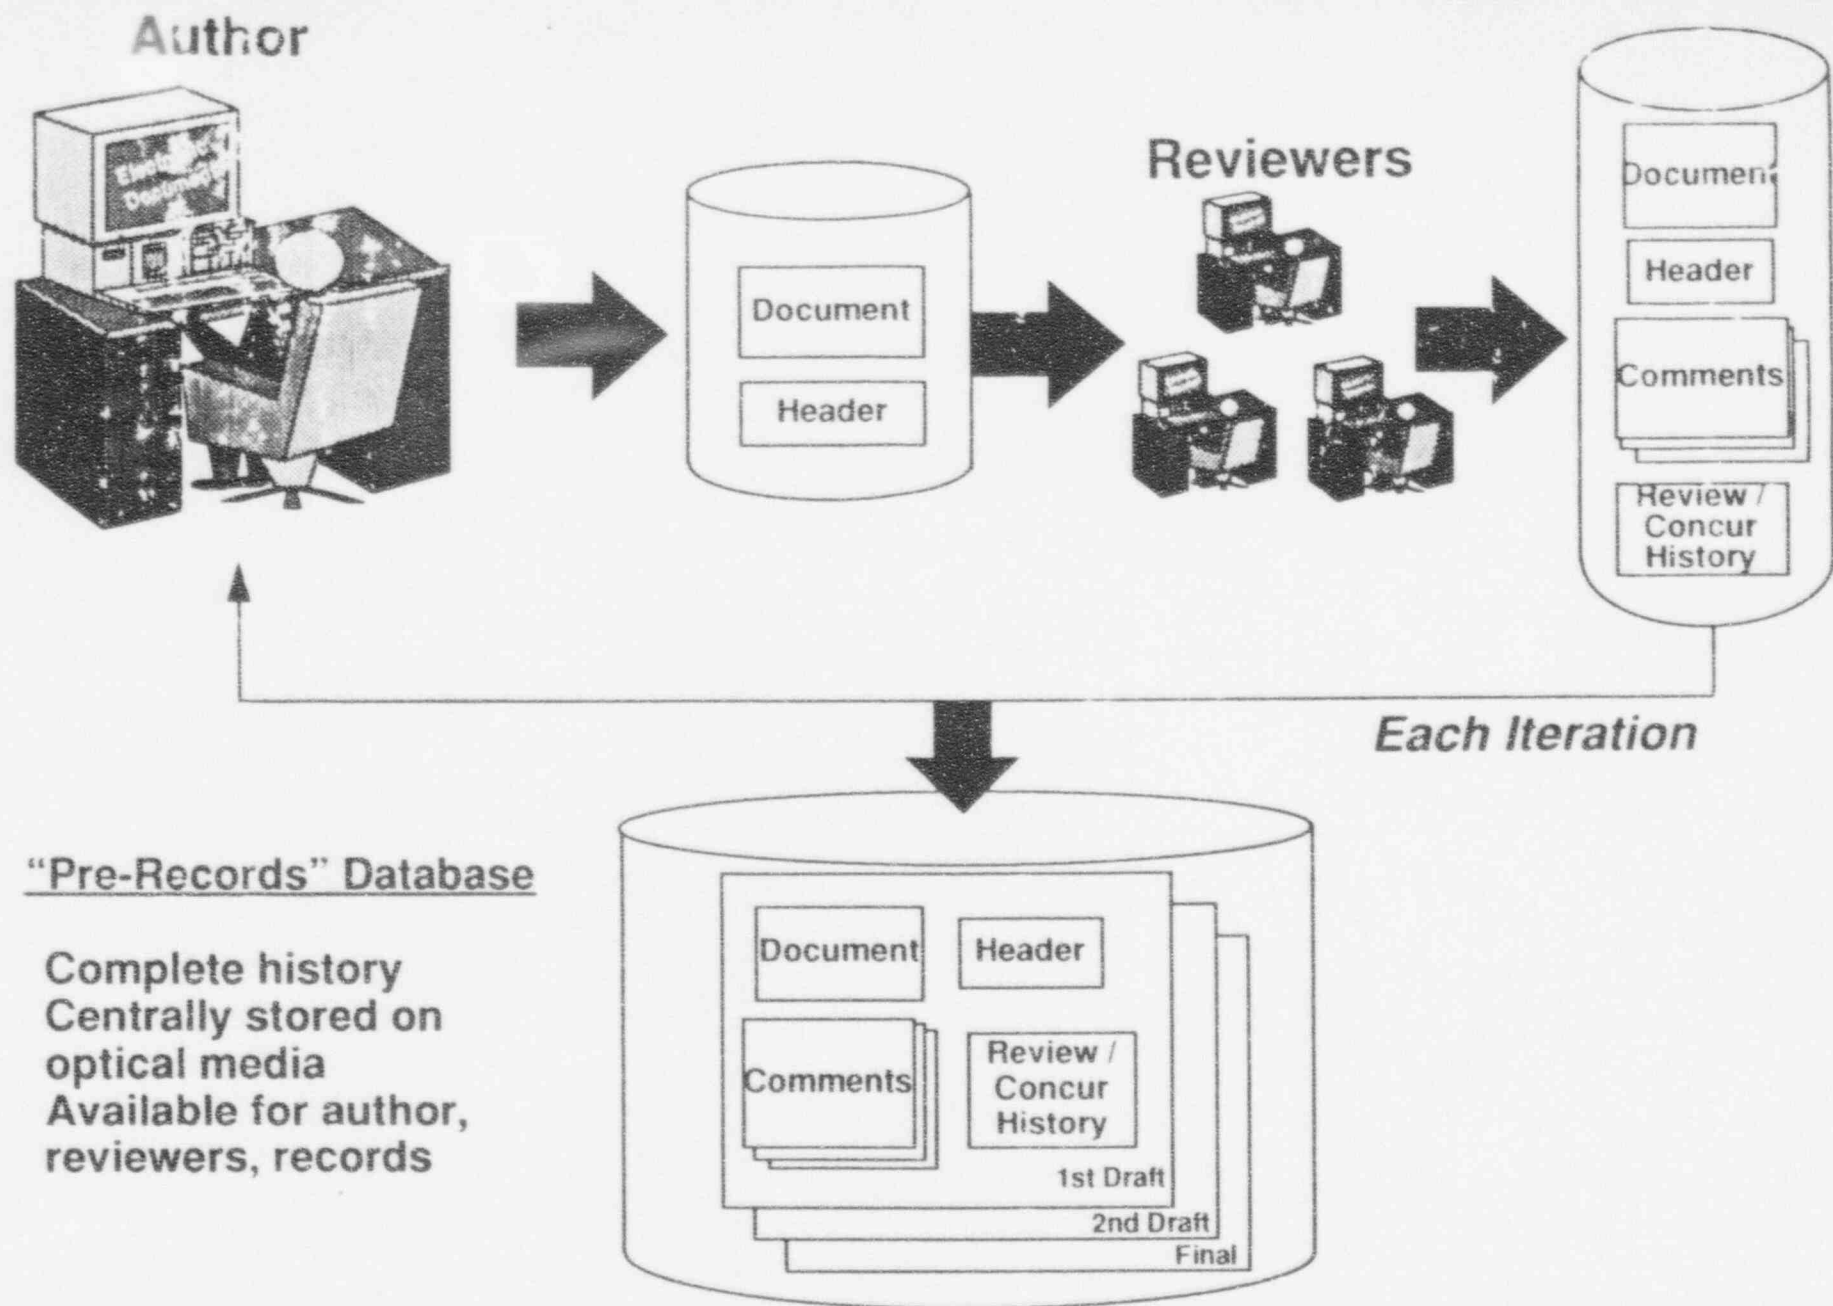 Author
Document
Header
Reviewers
Document
Header
Comments
Review /
Concur
History
Each Iteration
"Pre-Records" Database
Complete history
Centrally stored on
optical media
Available for author,
reviewers, records
Document
Header
Comments
Review /
Concur
History
1st Draft
2nd Draft
Final